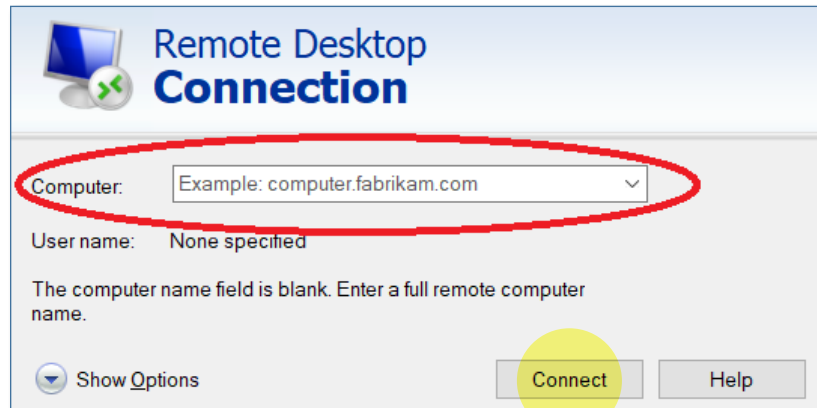 Remote Desktop
Connection
Computer: Example: computer.fabrikam.com
User name: None specified
The computer name field is blank. Enter a full remote computer
name.
Show Options Connect Help